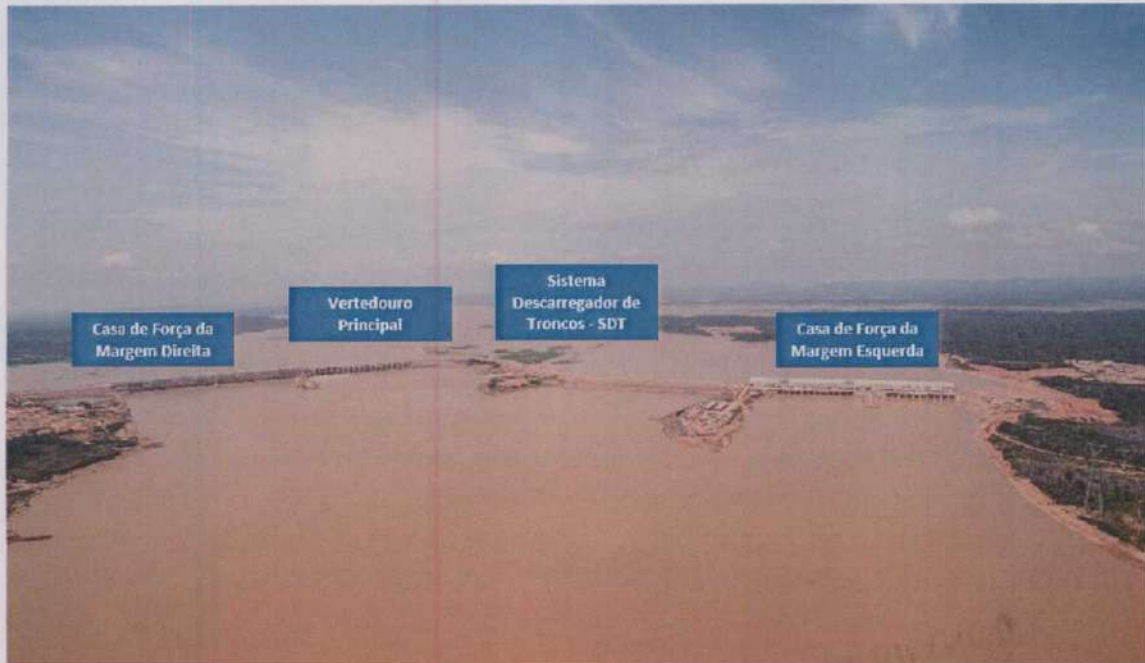 Casa de Força da
Margem Direita
Vertedouro
Principal
Sistema
Descarregador de
Troncos - SDT
Casa de Força da
Margem Esquerda